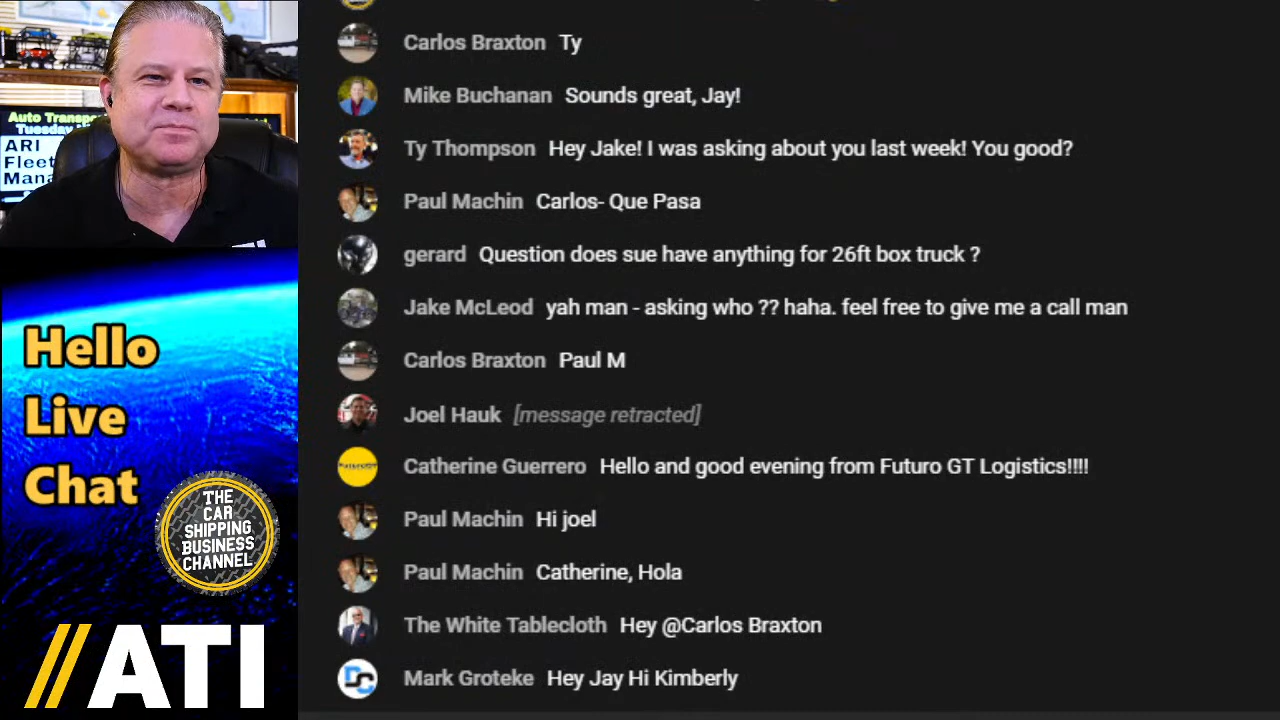 Auto Transpo
Tuesday
ARI
Fleet
Mana
Hello
Live
Chat
THE
CAR
SHIPPING
BUSINESS
CHANNEL
//ATI
Carlos Braxton Ty
Mike Buchanan Sounds great, Jay!
Ty Thompson Hey Jake! I was asking about you last week! You good?
Paul Machin Carlos- Que Pasa
gerard Question does sue have anything for 26ft box truck ?
Jake McLeod yah man - asking who ?? haha. feel free to give me a call man
Carlos Braxton Paul M
Joel Hauk [message retracted]
Catherine Guerrero Hello and good evening from Futuro GT Logistics!!!!
Paul Machin Hi joel
Paul Machin Catherine, Hola
The White Tablecloth Hey @Carlos Braxton
Mark Groteke Hey Jay Hi Kimberly